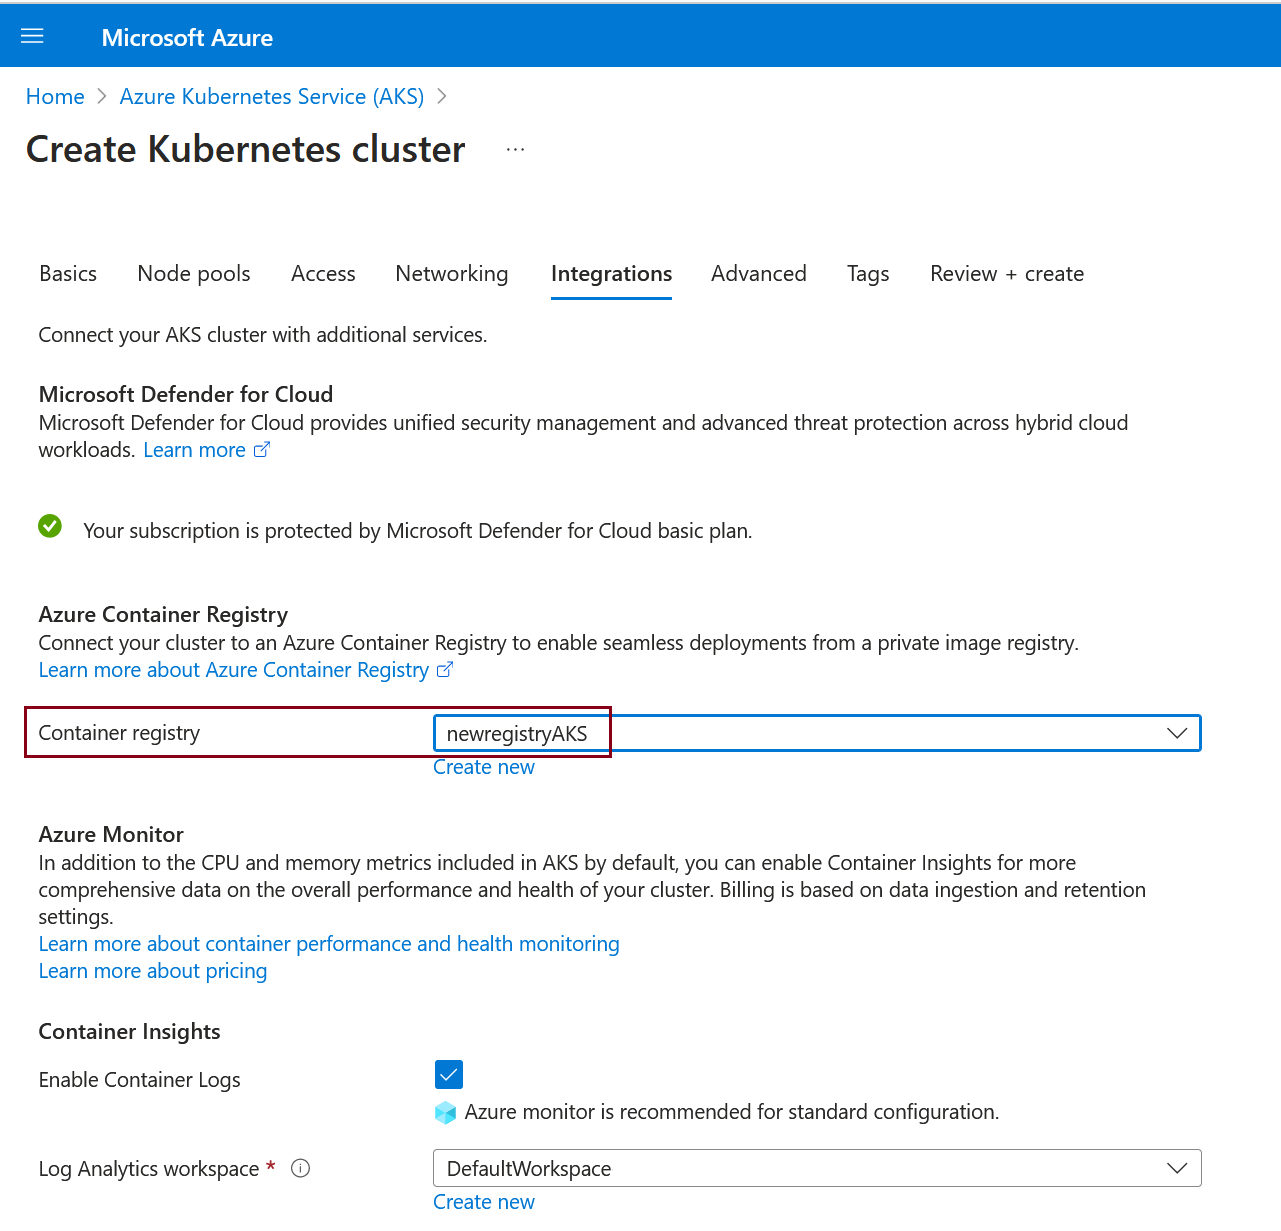 Microsoft Azure
Home > Azure Kubernetes Service (AKS) >
Create Kubernetes cluster ...
Basics Node pools Access Networking Integrations Advanced Tags Review + create
Connect your AKS cluster with additional services.
Microsoft Defender for Cloud
Microsoft Defender for Cloud provides unified security management and advanced threat protection across hybrid cloud
workloads. Learn more
Your subscription is protected by Microsoft Defender for Cloud basic plan.
Azure Container Registry
Connect your cluster to an Azure Container Registry to enable seamless deployments from a private image registry.
Learn more about Azure Container Registry
Container registry newregistryAKS
Create new
Azure Monitor
In addition to the CPU and memory metrics included in AKS by default, you can enable Container Insights for more
comprehensive data on the overall performance and health of your cluster. Billing is based on data ingestion and retention
settings.
Learn more about container performance and health monitoring
Learn more about pricing
Container Insights
Enable Container Logs
Azure monitor is recommended for standard configuration.
Log Analytics workspace * DefaultWorkspace
Create new